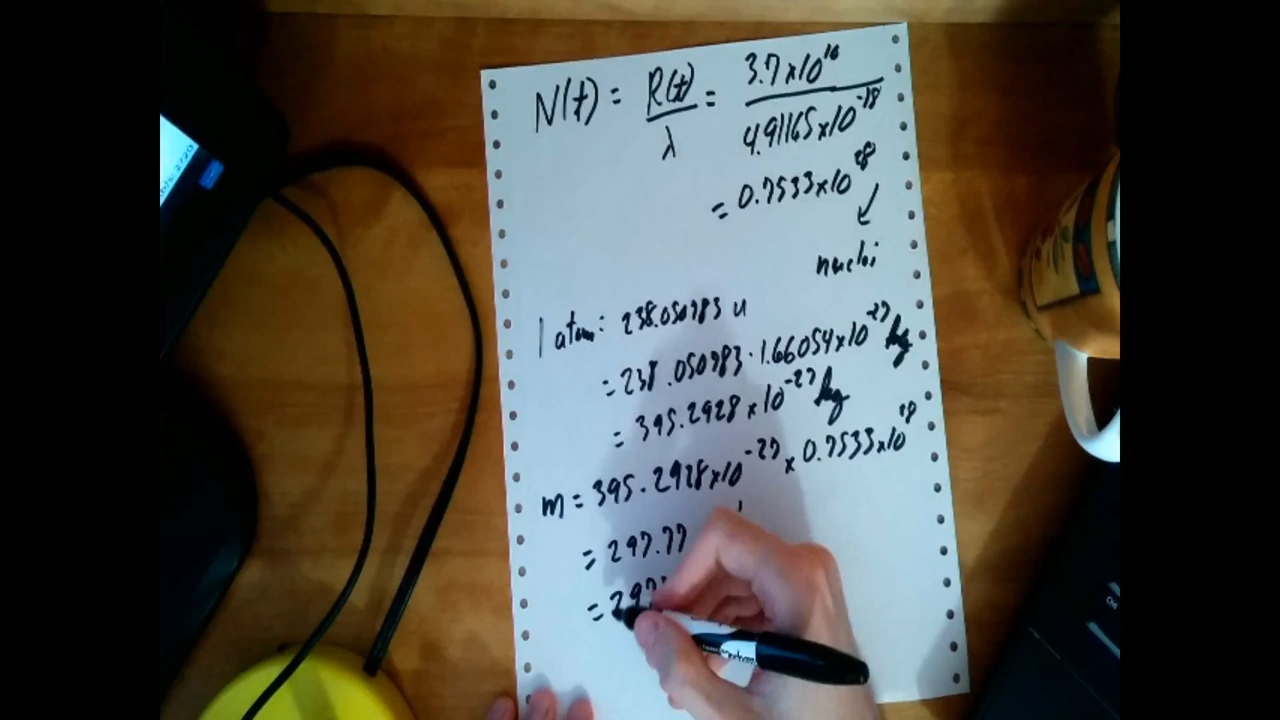 N(t) = R(t)/λ = 3.7×10^10 / 4.91165×10^-18
= 0.7533×10^28
nuclei
1 atom: 238.050783 u
= 238.050783 · 1.66054×10^-27 kg
= 395.2928×10^-27 kg
m = 395.2928×10^-27 × 0.7533×10^28
= 297.77
= 297